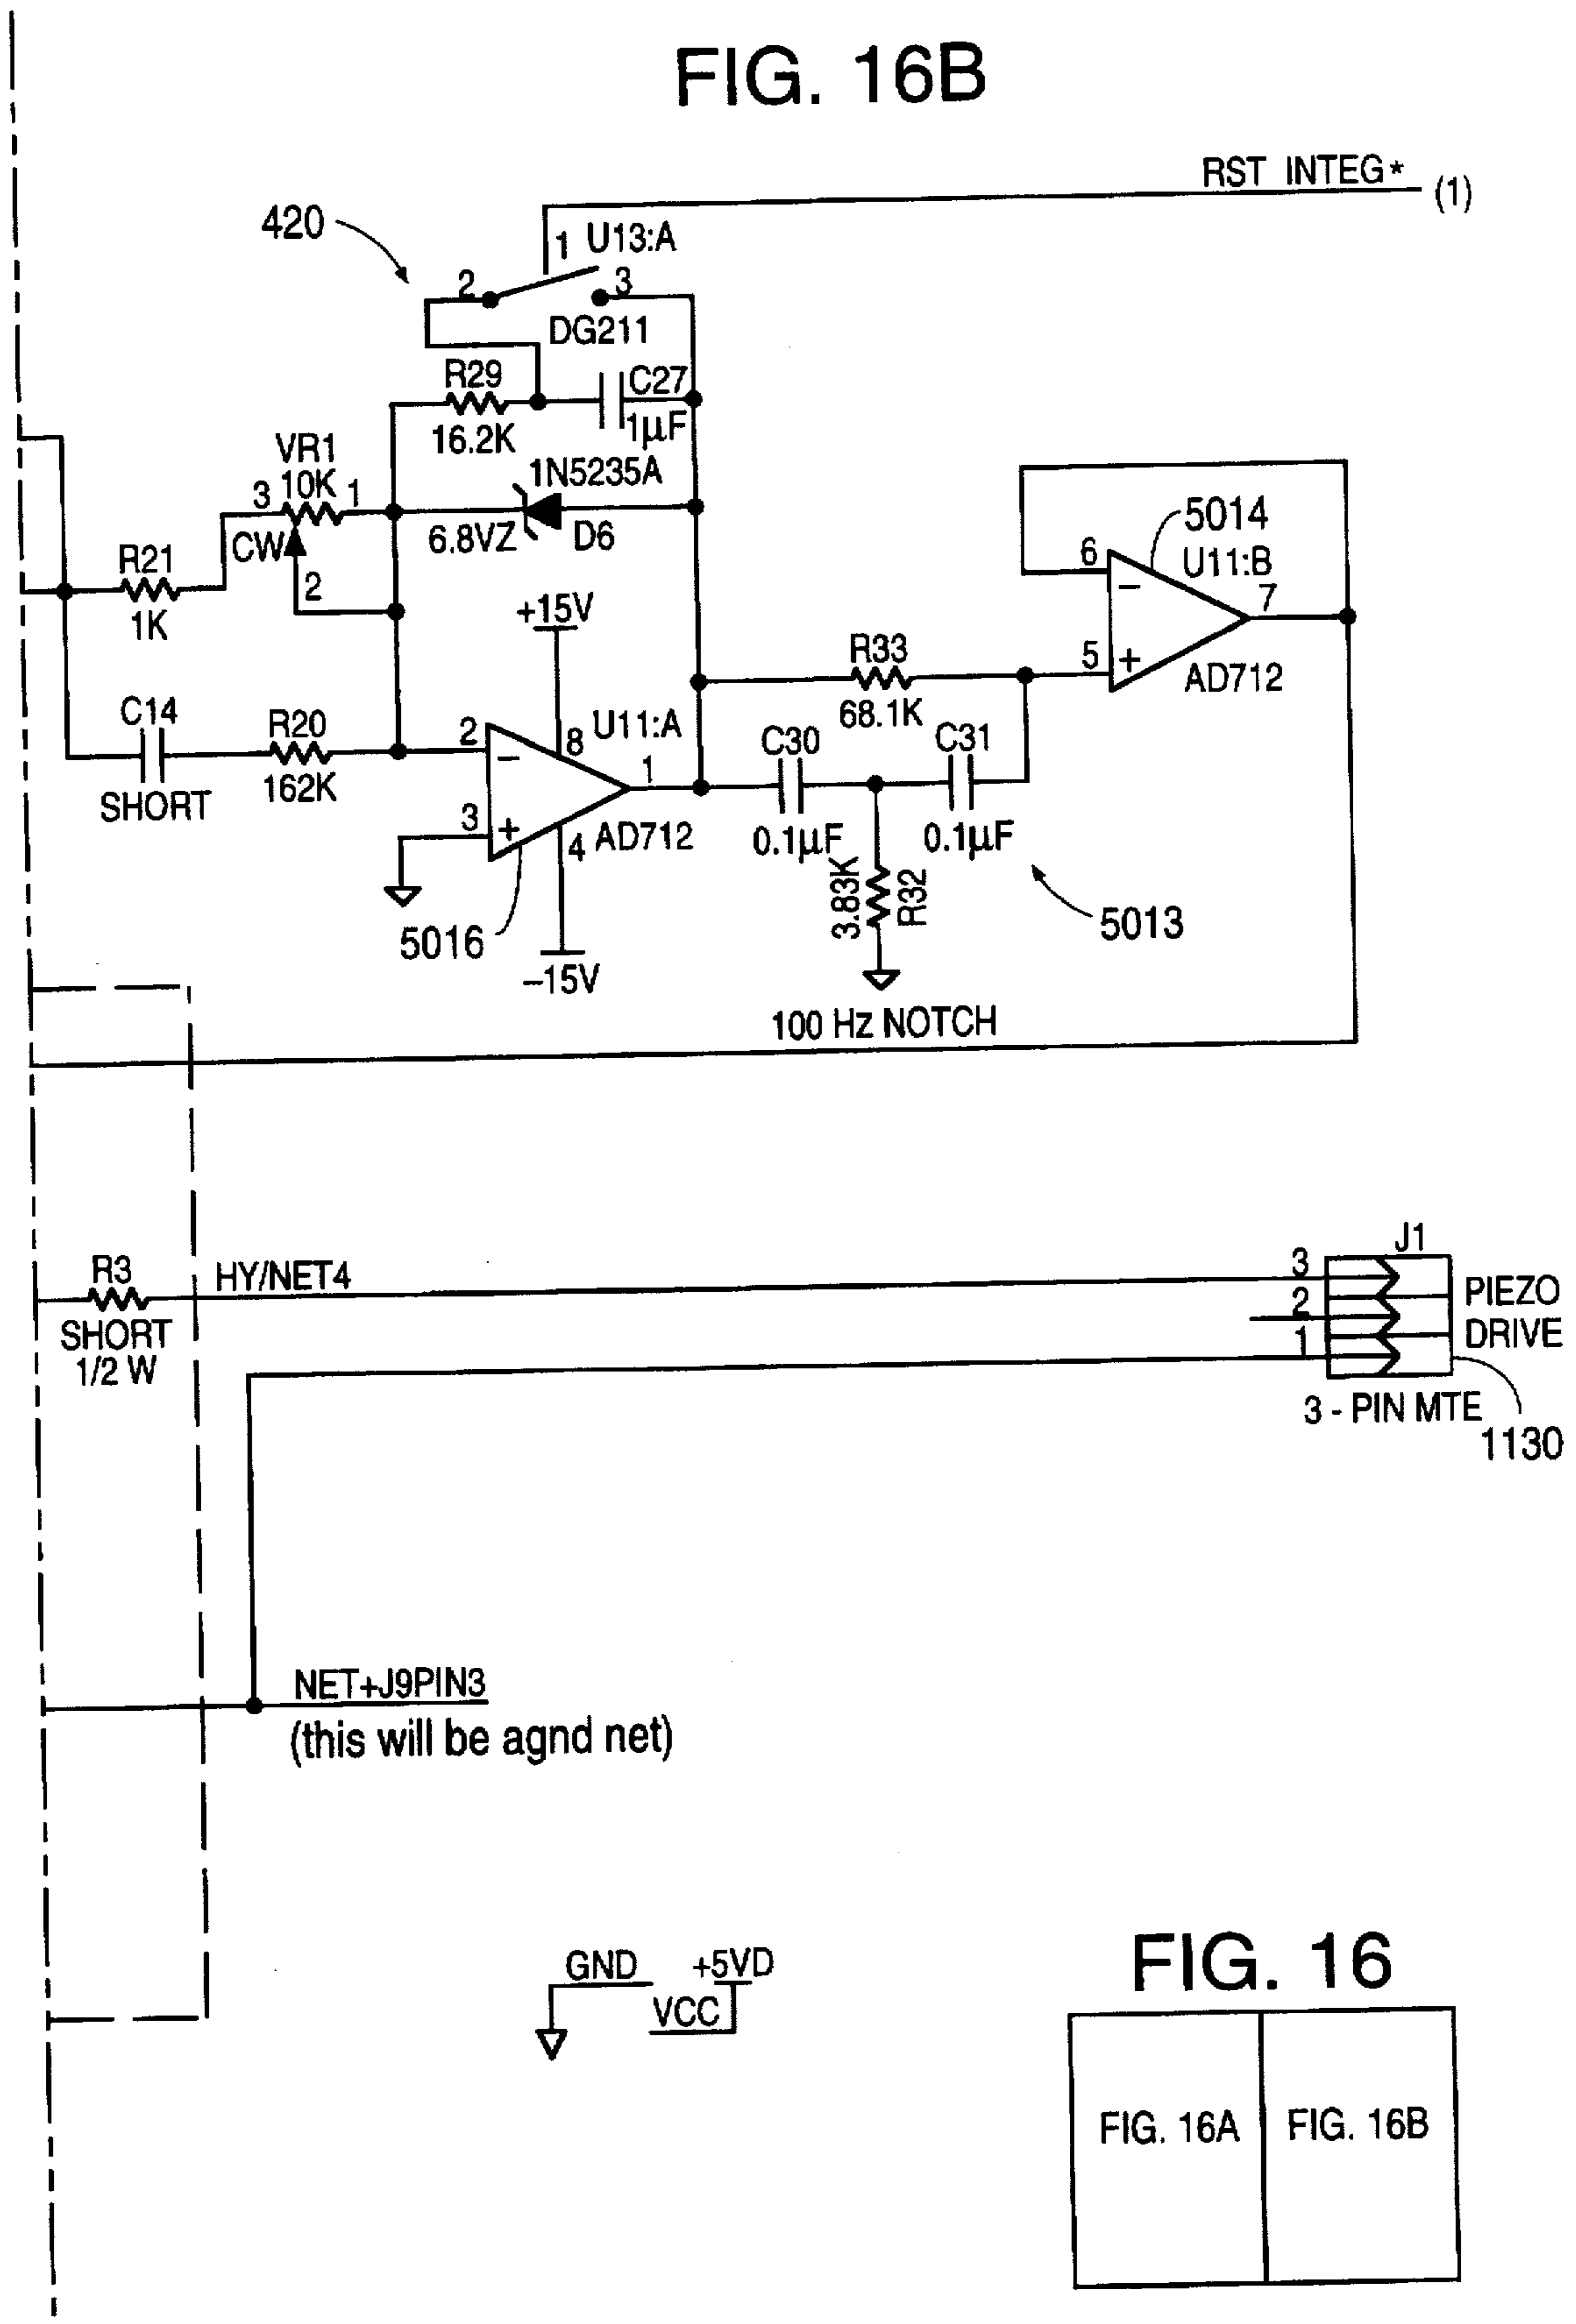 FIG. 16B
RST INTEG*
(1)
420
1
U13:A
2
3
DG211
R29
C27
16.2K
1µF
VR1
10K
3
1
1N5235A
CW
6.8VZ
D6
2
R21
1K
+15V
5014
6
U11:B
–
7
5
+
AD712
R33
68.1K
C14
R20
2
U11:A
8
C30
C31
–
1
SHORT
162K
3
+
4
AD712
0.1µF
0.1µF
3.83K
R32
5016
5013
–15V
100 Hz NOTCH
R3
HY/NET4
SHORT
1/2 W
J1
3
2
1
PIEZO
DRIVE
3 - PIN MTE
1130
NET+J9PIN3
(this will be agnd net)
GND
+5VD
VCC
FIG. 16
FIG. 16A
FIG. 16B